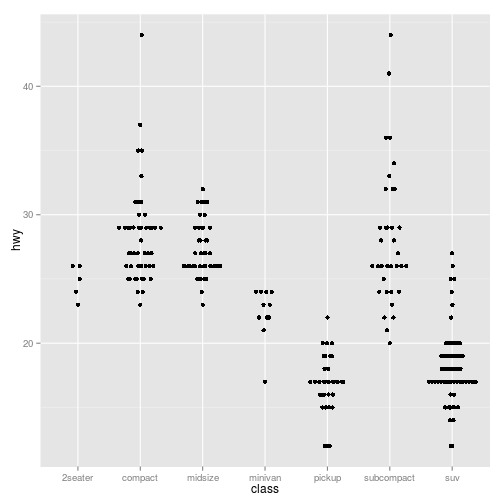 40
30
20
hwy
2seater compact midsize minivan pickup subcompact suv
class